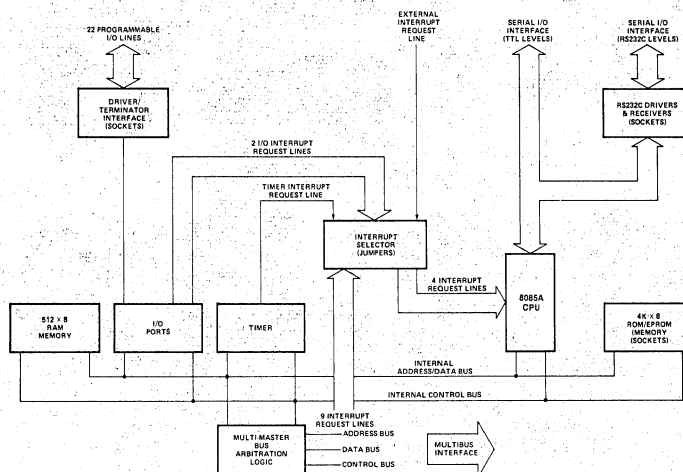 EXTERNAL
INTERRUPT
REQUEST
LINE
22 PROGRAMMABLE
I/O LINES
SERIAL I/O
INTERFACE
(TTL LEVELS)
SERIAL I/O
INTERFACE
(RS232C LEVELS)
DRIVER/
TERMINATOR
INTERFACE
(SOCKETS)
RS232C DRIVERS
& RECEIVERS
(SOCKETS)
2 I/O INTERRUPT
REQUEST LINES
TIMER INTERRUPT
REQUEST LINE
INTERRUPT
SELECTOR
(JUMPERS)
4 INTERRUPT
REQUEST LINES
8085A
CPU
512 × 8
RAM
MEMORY
I/O
PORTS
TIMER
4K × 8
ROM/EPROM
(MEMORY
(SOCKETS)
INTERNAL
ADDRESS/DATA BUS
INTERNAL CONTROL BUS
9 INTERRUPT
REQUEST LINES
MULTI-MASTER
BUS
ARBITRATION
LOGIC
ADDRESS BUS
DATA BUS
CONTROL BUS
MULTIBUS
INTERFACE